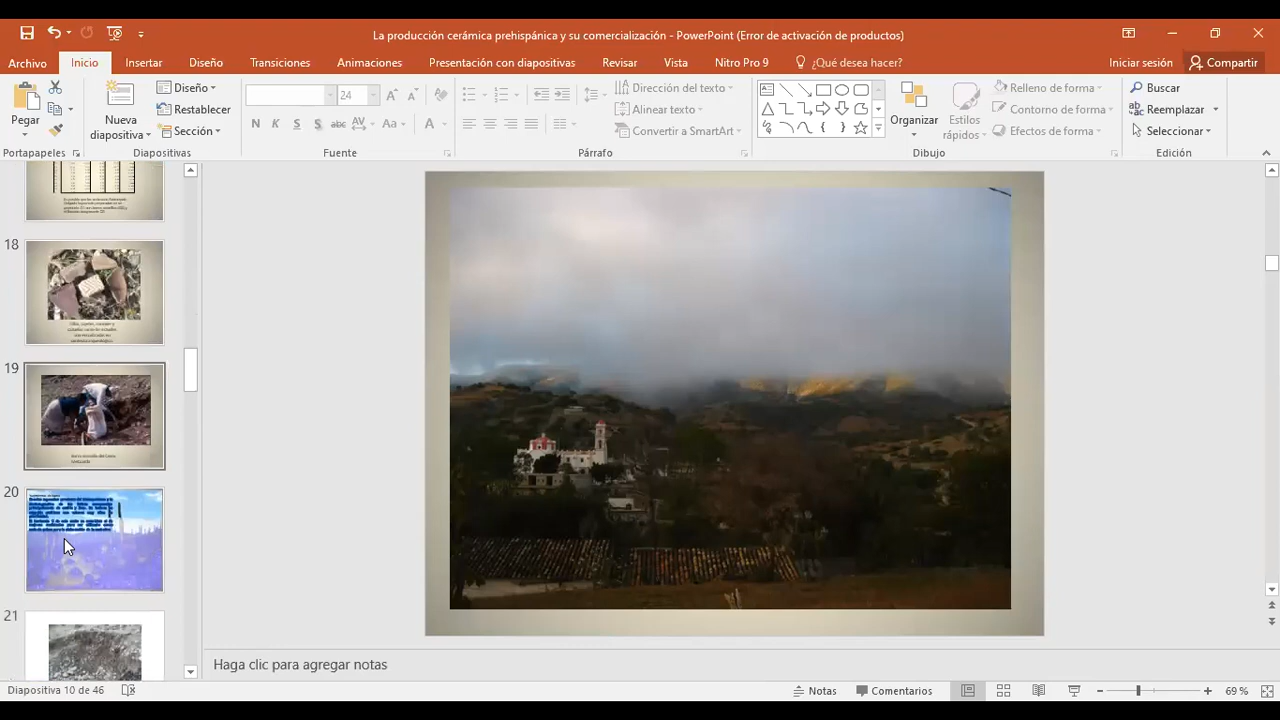 La producción cerámica prehispánica y su comercialización - PowerPoint (Error de activación de productos)
Archivo Inicio Insertar Diseño Transiciones Animaciones Presentación con diapositivas Revisar Vista Nitro Pro 9 ¿Qué desea hacer? Iniciar sesión Compartir
Pegar
Nueva diapositiva
Diseño
Restablecer
Sección
24
N K S S abc AV Aa A
Dirección del texto
Alinear texto
Convertir a SmartArt
Organizar
Estilos rápidos
Relleno de forma
Contorno de forma
Efectos de forma
Buscar
Reemplazar
Seleccionar
Portapapeles Diapositivas Fuente Párrafo Dibujo Edición
18
19
20
21
Haga clic para agregar notas
Diapositiva 10 de 46 Notas Comentarios 69 %